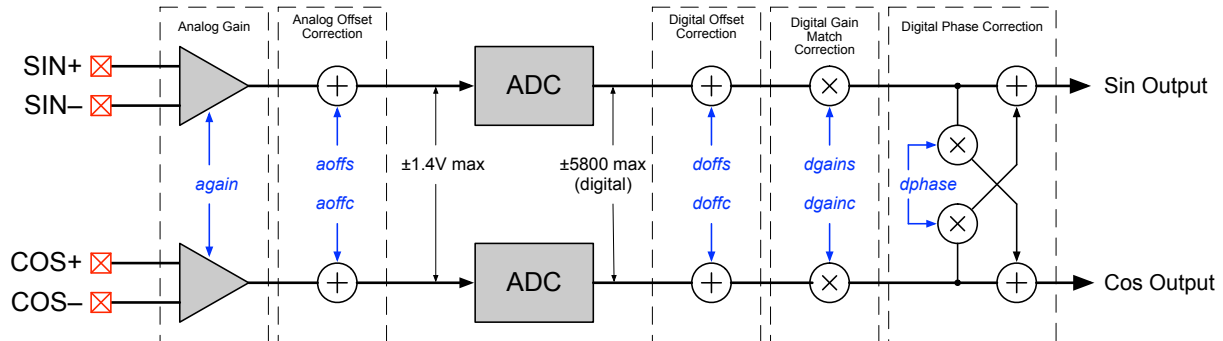 Analog Gain
Analog Offset
Correction
Digital Offset
Correction
Digital Gain
Match
Correction
Digital Phase Correction
SIN+
SIN–
ADC
Sin Output
again
aoffs
aoffc
±1.4V max
±5800 max
(digital)
doffs
doffc
dgains
dgainc
dphase
COS+
COS–
ADC
Cos Output